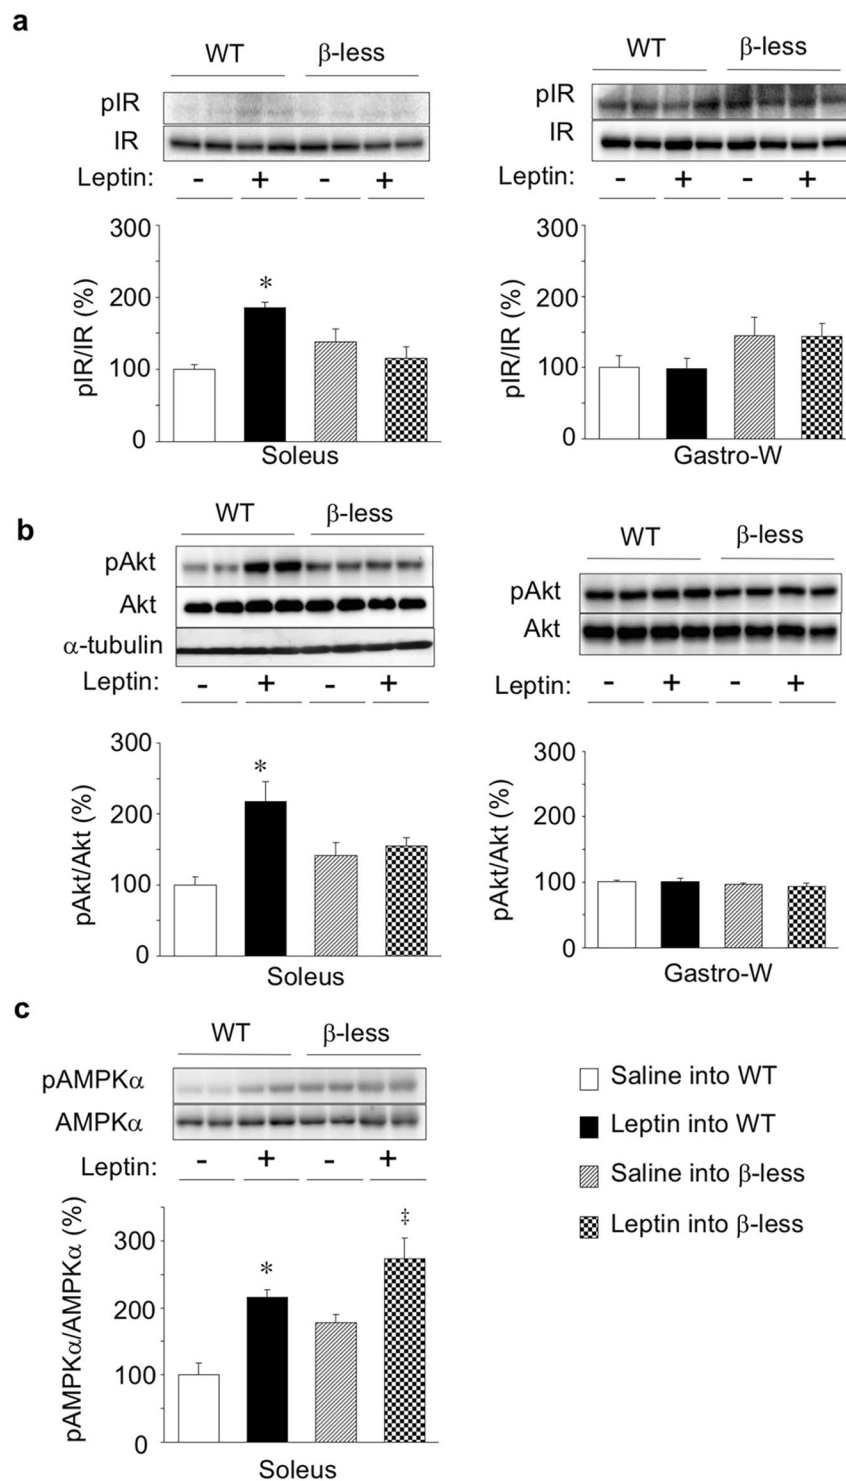 a
WT β-less
pIR
IR
Leptin: - + - +
300
200
100
0
pIR/IR (%)
*
Soleus
WT β-less
pIR
IR
Leptin: - + - +
300
200
100
0
pIR/IR (%)
Gastro-W
b
WT β-less
pAkt
Akt
α-tubulin
Leptin: - + - +
300
200
100
0
pAkt/Akt (%)
*
Soleus
WT β-less
pAkt
Akt
Leptin: - + - +
300
200
100
0
pAkt/Akt (%)
Gastro-W
c
WT β-less
pAMPKα
AMPKα
Leptin: - + - +
300
200
100
0
pAMPKα/AMPKα (%)
* ‡
Soleus
Saline into WT
Leptin into WT
Saline into β-less
Leptin into β-less